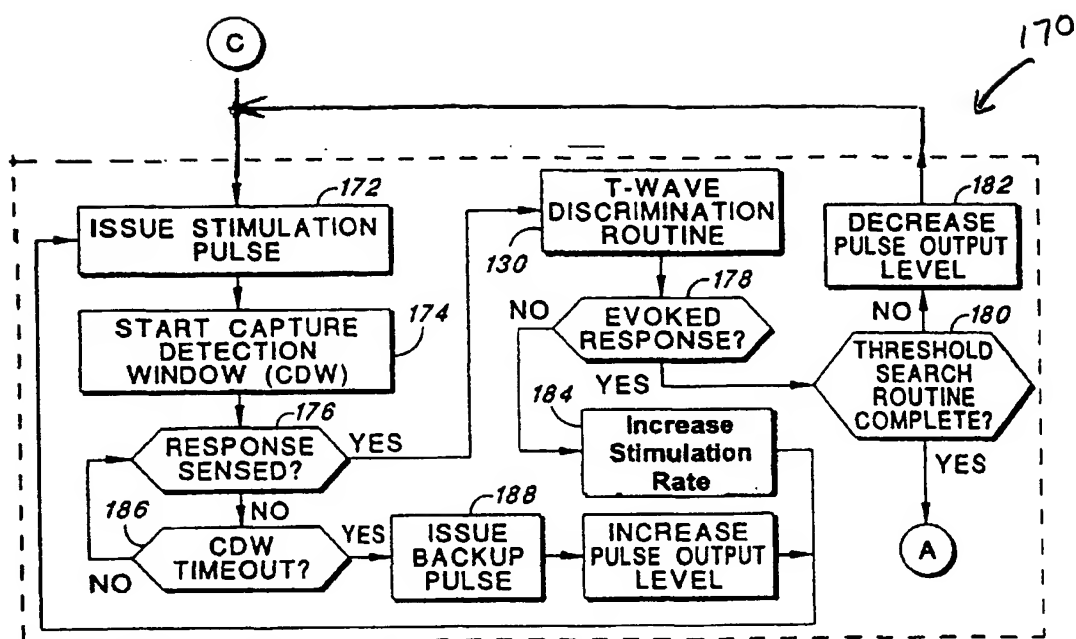 C
170
172
ISSUE STIMULATION
PULSE
START CAPTURE
DETECTION
WINDOW (CDW)
174
176
RESPONSE
SENSED?
YES
NO
186
CDW
TIMEOUT?
NO
YES
188
ISSUE
BACKUP
PULSE
INCREASE
PULSE OUTPUT
LEVEL
T-WAVE
DISCRIMINATION
ROUTINE
130
178
EVOKED
RESPONSE?
NO
YES
184
Increase
Stimulation
Rate
182
DECREASE
PULSE OUTPUT
LEVEL
NO
180
THRESHOLD
SEARCH
ROUTINE
COMPLETE?
YES
A